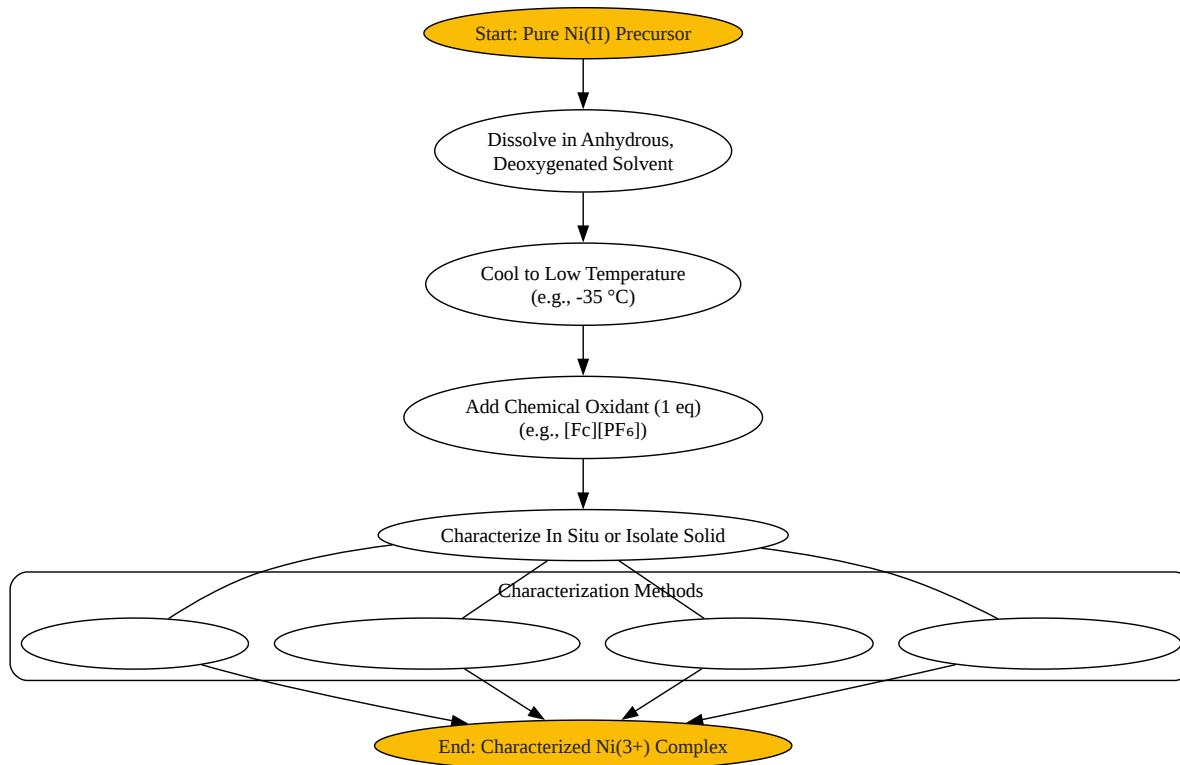 Start: Pure Ni(II) Precursor
Dissolve in Anhydrous,
Deoxygenated Solvent
Cool to Low Temperature
(e.g., -35 °C)
Add Chemical Oxidant (1 eq)
(e.g., [Fc][PF₆])
Characterize In Situ or Isolate Solid
Characterization Methods
End: Characterized Ni(3+) Complex